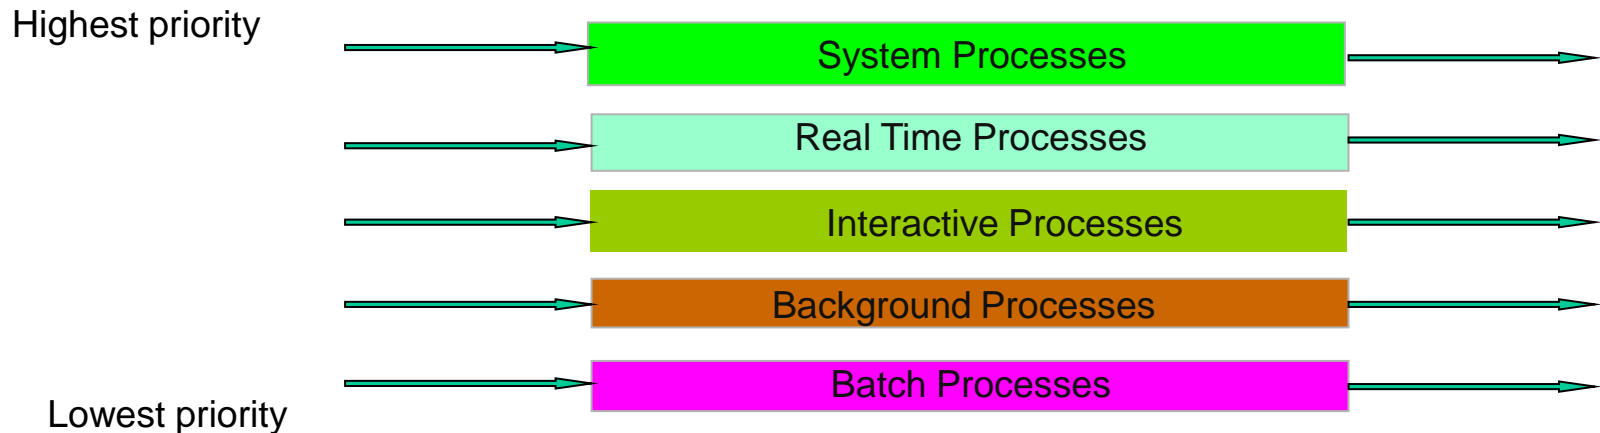 Highest priority
System Processes
Real Time Processes
Interactive Processes
Background Processes
Batch Processes
Lowest priority